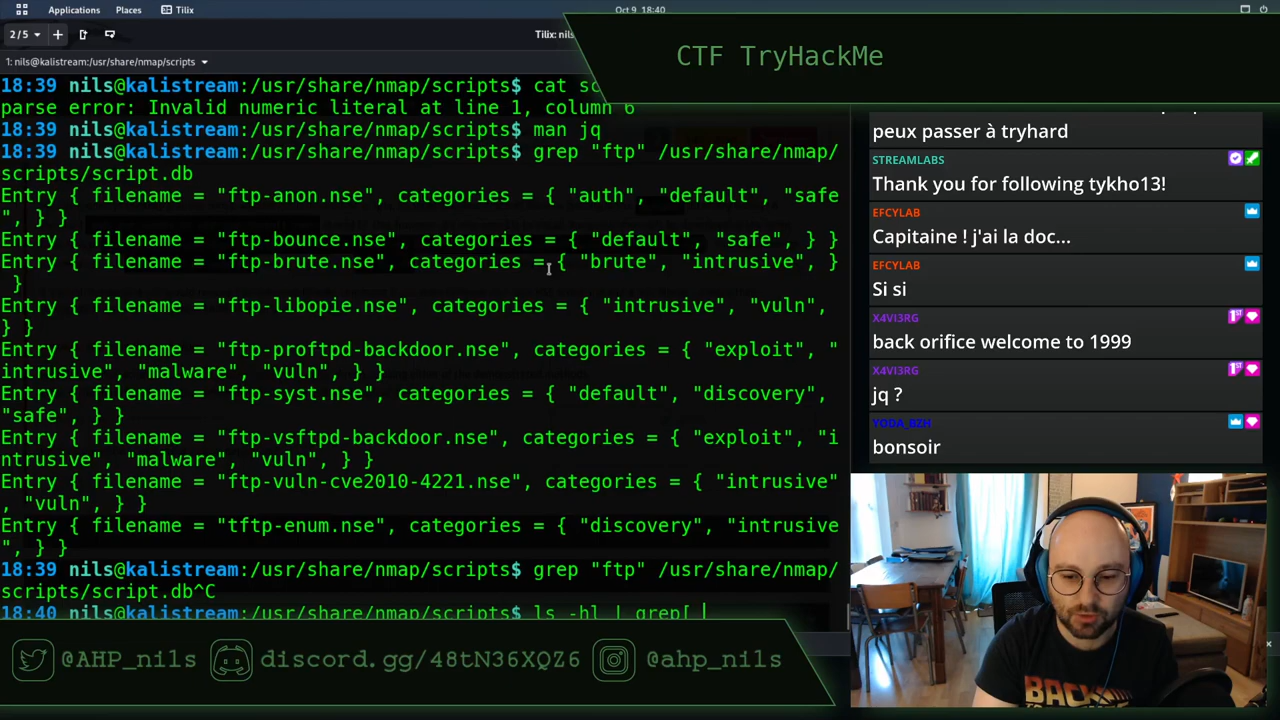 Applications Places Tilix
Oct 9 18:40
2/5
Tilix: nils
CTF TryHackMe
1: nils@kalistream:/usr/share/nmap/scripts
18:39 nils@kalistream:/usr/share/nmap/scripts$ cat sc
parse error: Invalid numeric literal at line 1, column 6
18:39 nils@kalistream:/usr/share/nmap/scripts$ man jq
18:39 nils@kalistream:/usr/share/nmap/scripts$ grep "ftp" /usr/share/nmap/
scripts/script.db
Entry { filename = "ftp-anon.nse", categories = { "auth", "default", "safe
", } }
Entry { filename = "ftp-bounce.nse", categories = { "default", "safe", } }
Entry { filename = "ftp-brute.nse", categories = { "brute", "intrusive", }
}
Entry { filename = "ftp-libopie.nse", categories = { "intrusive", "vuln",
} }
Entry { filename = "ftp-proftpd-backdoor.nse", categories = { "exploit", "
intrusive", "malware", "vuln", } }
Entry { filename = "ftp-syst.nse", categories = { "default", "discovery",
"safe", } }
Entry { filename = "ftp-vsftpd-backdoor.nse", categories = { "exploit", "i
ntrusive", "malware", "vuln", } }
Entry { filename = "ftp-vuln-cve2010-4221.nse", categories = { "intrusive"
, "vuln", } }
Entry { filename = "tftp-enum.nse", categories = { "discovery", "intrusive
", } }
18:39 nils@kalistream:/usr/share/nmap/scripts$ grep "ftp" /usr/share/nmap/
scripts/script.db^C
18:40 nils@kalistream:/usr/share/nmap/scripts$ ls -hl | grep[
peux passer à tryhard
STREAMLABS
Thank you for following tykho13!
EFCYLAB
Capitaine ! j'ai la doc...
EFCYLAB
Si si
X4VI3RG
back orifice welcome to 1999
X4VI3RG
jq ?
YODA_BZH
bonsoir
BACK
@AHP_nils discord.gg/48tN36XQZ6 @ahp_nils